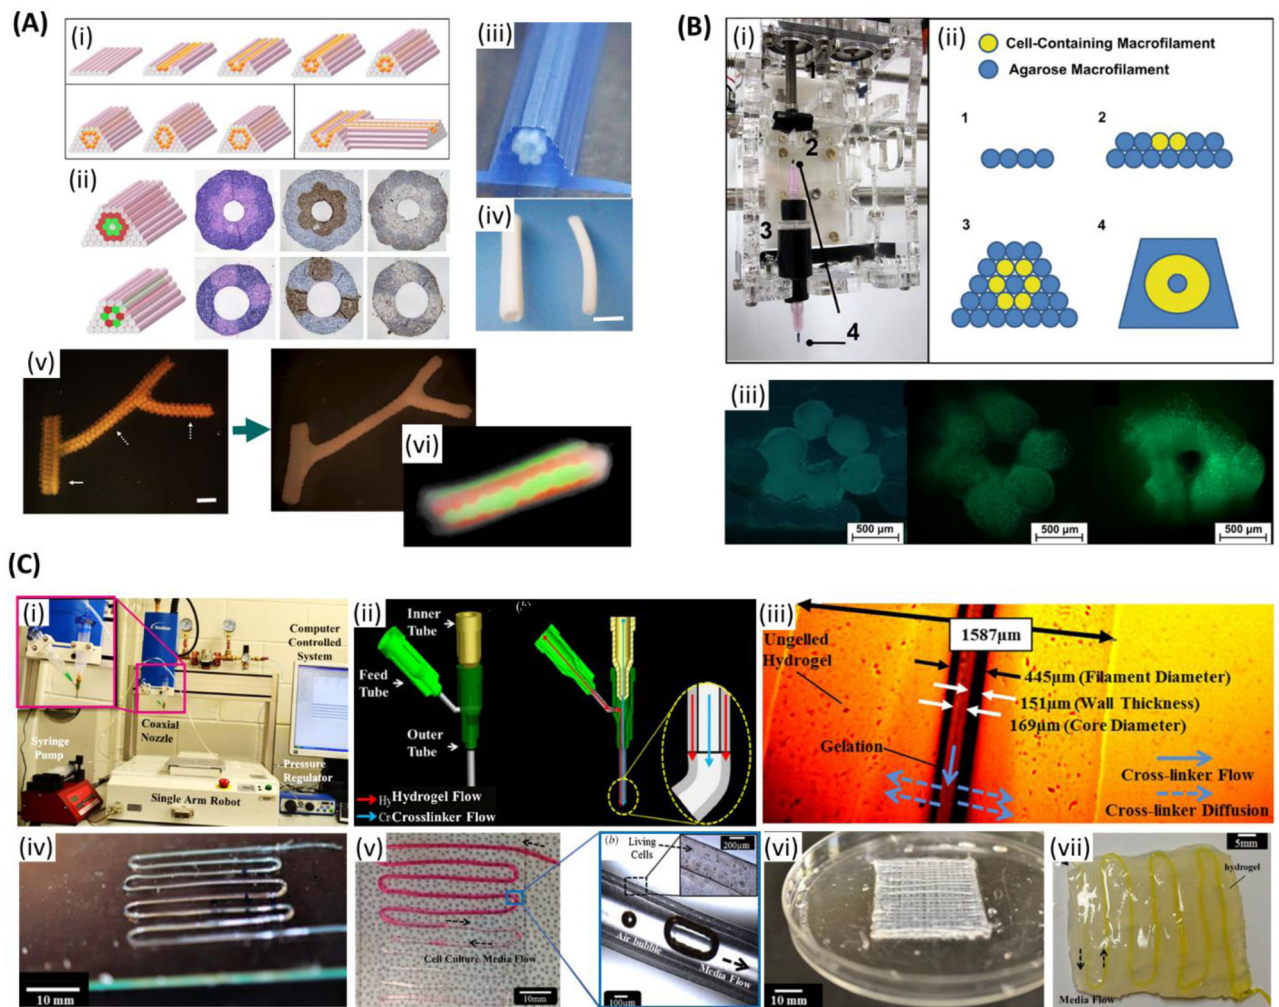 (A)
(i)
(ii)
(iii)
(iv)
(v)
(vi)
(B)
(i)
1
2
3
4
(ii)
Cell-Containing Macrofilament
Agarose Macrofilament
1
2
3
4
(iii)
500 µm
500 µm
500 µm
(C)
(i)
Computer
Controlled
System
Coaxial
Nozzle
Syringe
Pump
Pressure
Regulator
Single Arm Robot
(ii)
Inner
Tube
Feed
Tube
Outer
Tube
Hydrogel Flow
Crosslinker Flow
(iii)
1587µm
Ungelled
Hydrogel
445µm (Filament Diameter)
151µm (Wall Thickness)
169µm (Core Diameter)
Gelation
Cross-linker Flow
Cross-linker Diffusion
(iv)
10 mm
(v)
Cell Culture Media Flow
10mm
(b)
Living
Cells
200µm
Air bubble
Media Flow
100µm
(vi)
10 mm
(vii)
5mm
hydrogel
Media Flow